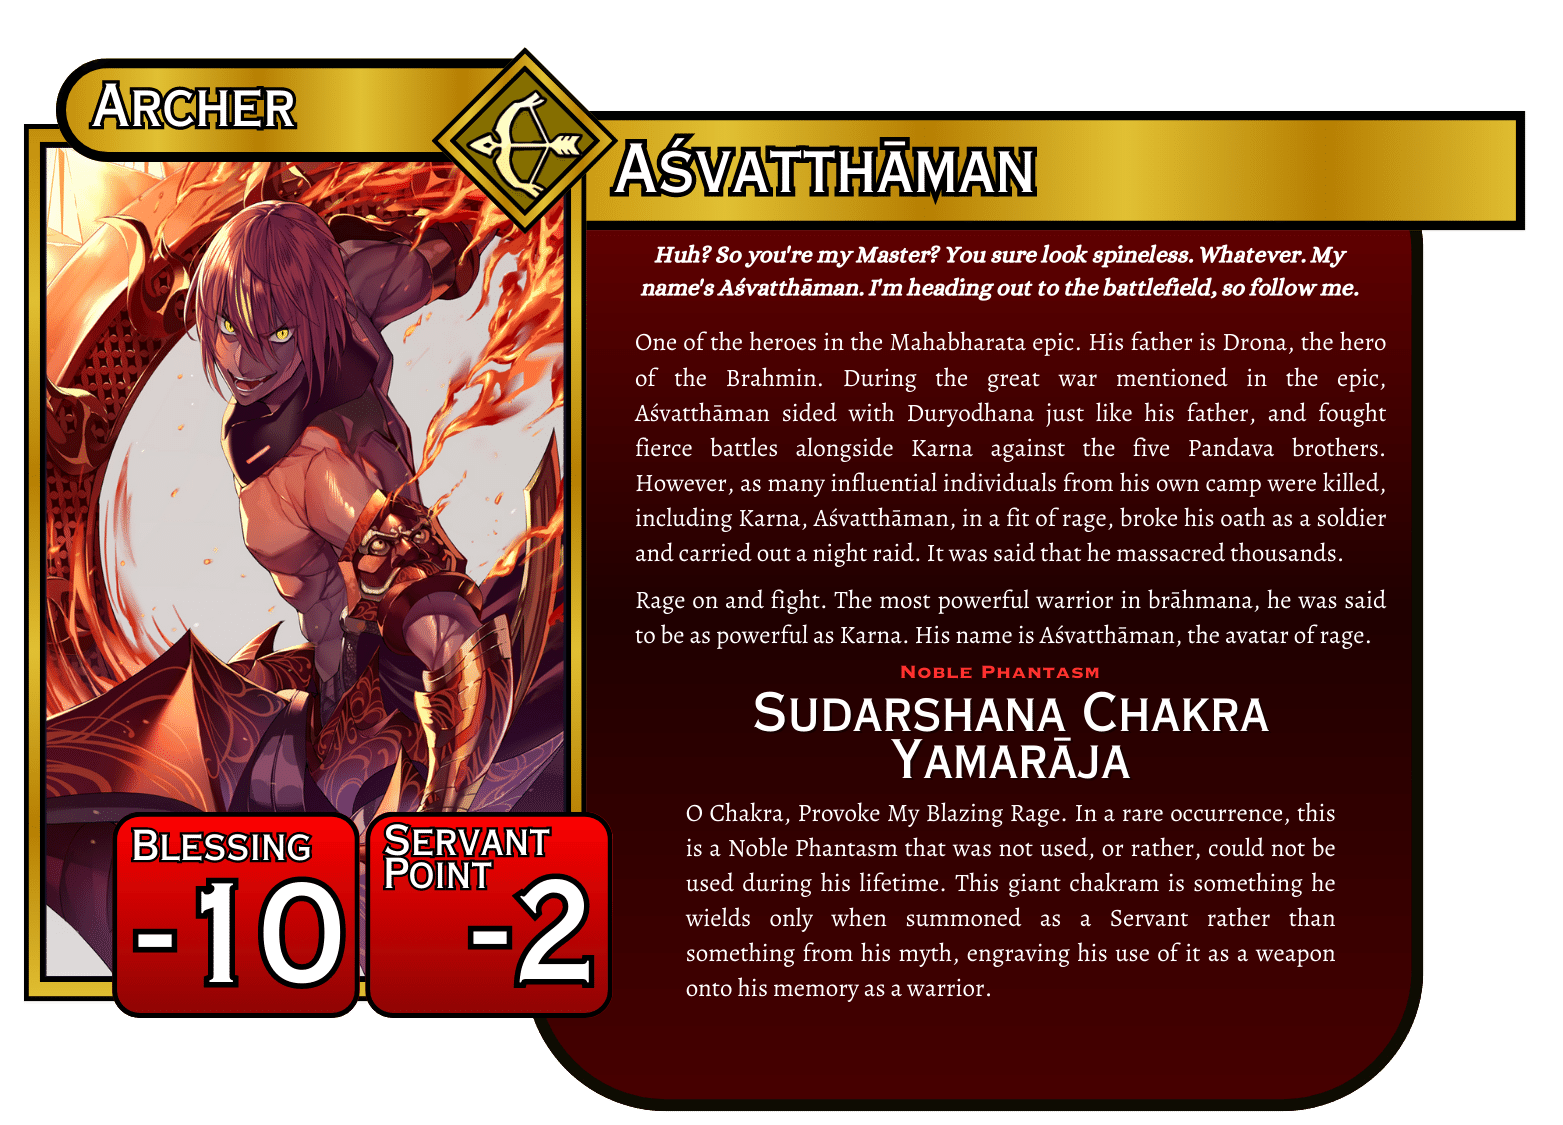 ARCHER
AŚVATTHĀMAN
Huh? So you're my Master? You sure look spineless. Whatever. My
name's Aśvatthāman. I'm heading out to the battlefield, so follow me.
One of the heroes in the Mahabharata epic. His father is Drona, the hero
of the Brahmin. During the great war mentioned in the epic,
Aśvatthāman sided with Duryodhana just like his father, and fought
fierce battles alongside Karna against the five Pandava brothers.
However, as many influential individuals from his own camp were killed,
including Karna, Aśvatthāman, in a fit of rage, broke his oath as a soldier
and carried out a night raid. It was said that he massacred thousands.
Rage on and fight. The most powerful warrior in brāhmana, he was said
to be as powerful as Karna. His name is Aśvatthāman, the avatar of rage.
NOBLE PHANTASM
SUDARSHANA CHAKRA
YAMARĀJA
O Chakra, Provoke My Blazing Rage. In a rare occurrence, this
is a Noble Phantasm that was not used, or rather, could not be
used during his lifetime. This giant chakram is something he
wields only when summoned as a Servant rather than
something from his myth, engraving his use of it as a weapon
onto his memory as a warrior.
BLESSING
-10
SERVANT
POINT
-2